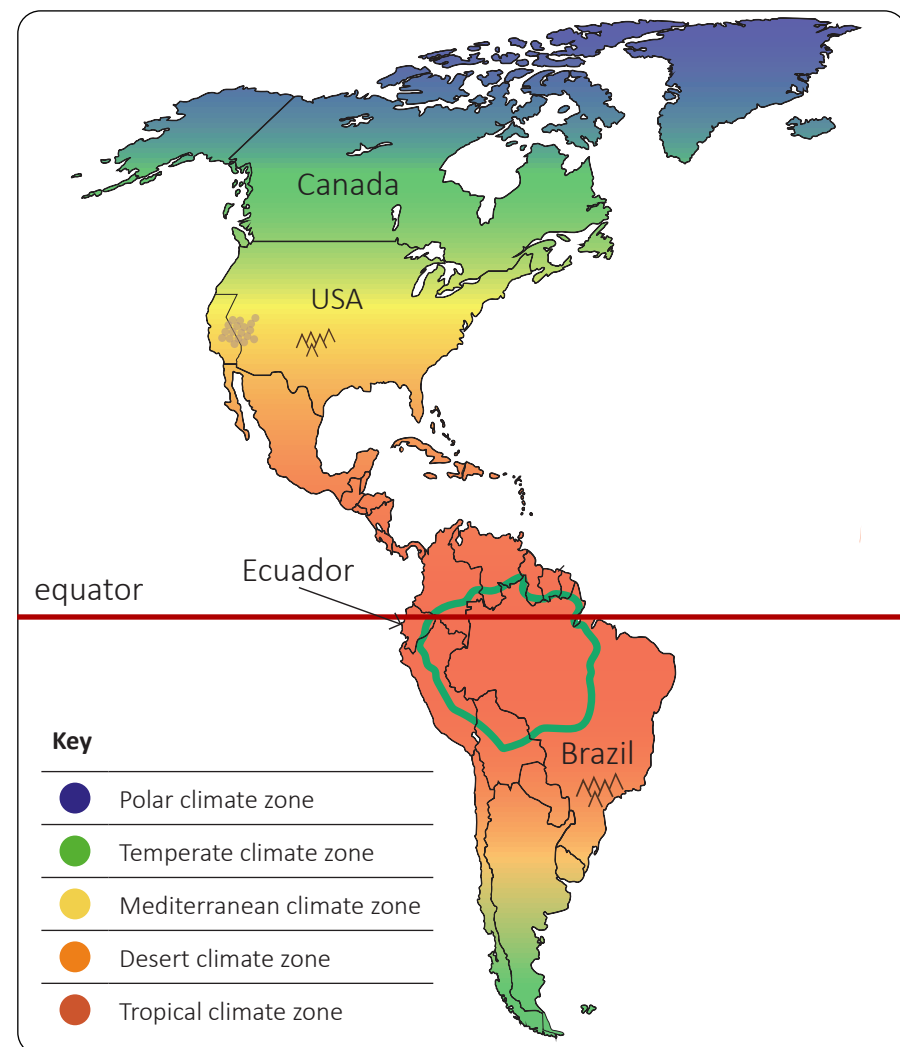 Canada
USA
Ecuador
equator
Brazil
Key
Polar climate zone
Temperate climate zone
Mediterranean climate zone
Desert climate zone
Tropical climate zone